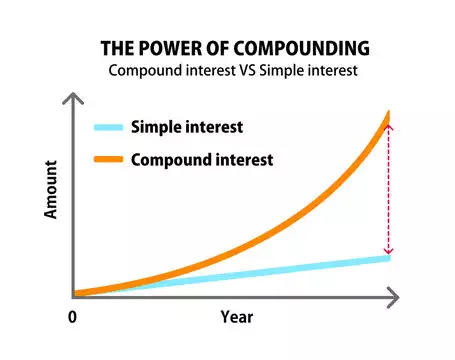 THE POWER OF COMPOUNDING
Compound interest VS Simple interest
Simple interest
Compound interest
Amount
0
Year